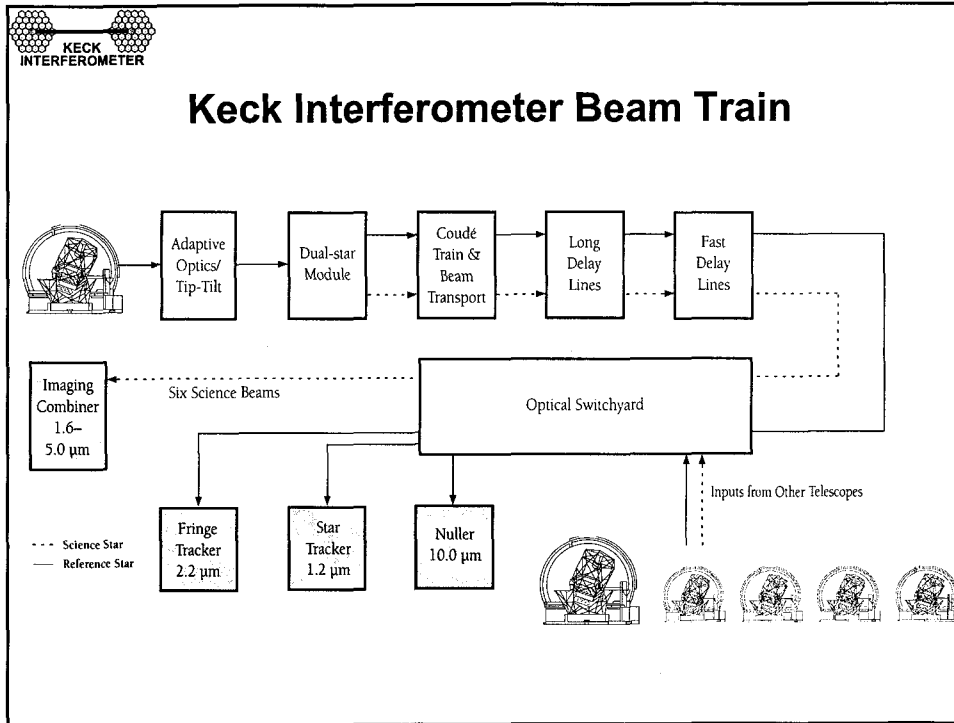 KECK
INTERFEROMETER
Keck Interferometer Beam Train
Adaptive
Optics/
Tip-Tilt
Dual-star
Module
Coudé
Train &
Beam
Transport
Long
Delay
Lines
Fast
Delay
Lines
Imaging
Combiner
1.6–
5.0 µm
Six Science Beams
Optical Switchyard
Inputs from Other Telescopes
Fringe
Tracker
2.2 µm
Star
Tracker
1.2 µm
Nuller
10.0 µm
Science Star
Reference Star